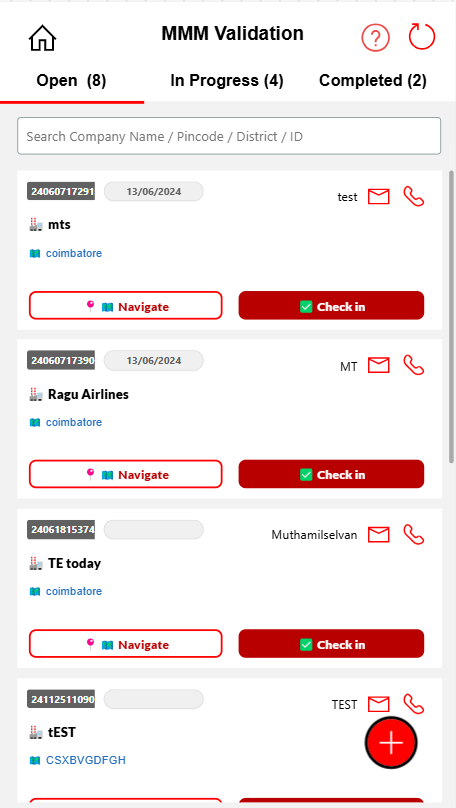 MMM Validation
?
Open (8) In Progress (4) Completed (2)
Search Company Name / Pincode / District / ID
24060717291 13/06/2024 test
mts
coimbatore
Navigate Check in
24060717390 13/06/2024 MT
Ragu Airlines
coimbatore
Navigate Check in
24061815374 Muthamilselvan
TE today
coimbatore
Navigate Check in
24112511090 TEST
tEST
CSXBVGDFGH